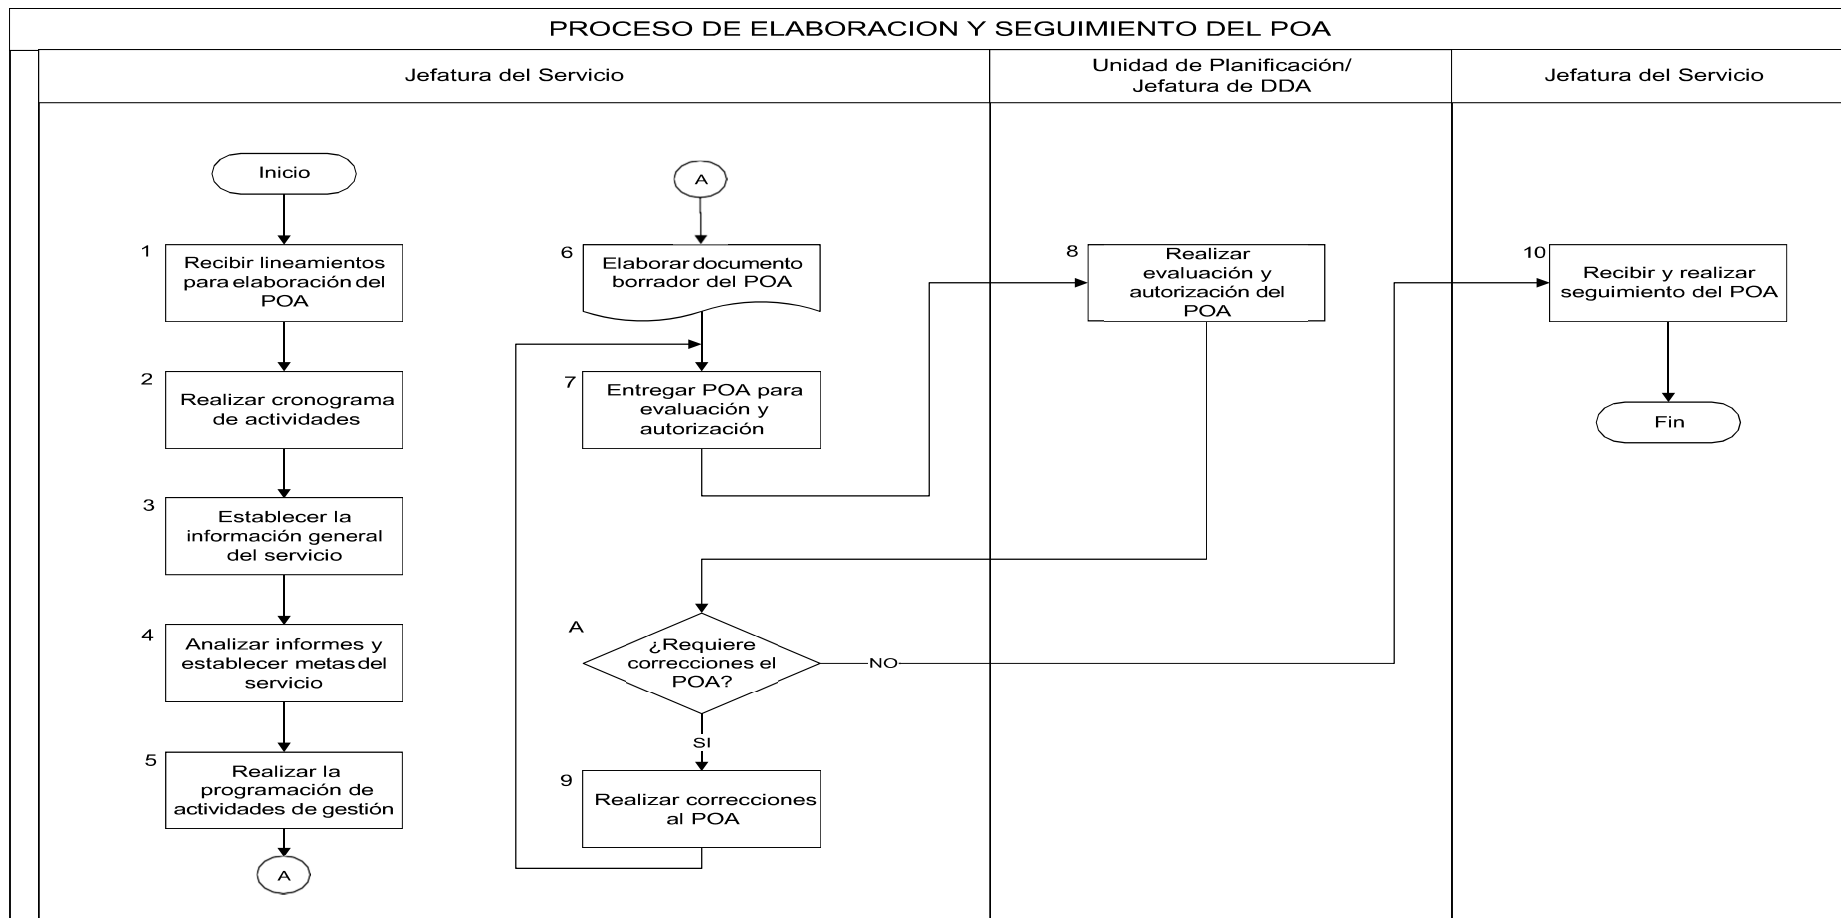 PROCESO DE ELABORACION Y SEGUIMIENTO DEL POA
Jefatura del Servicio
Unidad de Planificación/
Jefatura de DDA
Jefatura del Servicio
Inicio
1
Recibir lineamientos
para elaboración del
POA
2
Realizar cronograma
de actividades
3
Establecer la
información general
del servicio
4
Analizar informes y
establecer metas del
servicio
5
Realizar la
programación de
actividades de gestión
A
A
6
Elaborar documento
borrador del POA
7
Entregar POA para
evaluación y
autorización
8
Realizar
evaluación y
autorización del
POA
A
¿Requiere
correcciones el
POA?
NO
SI
9
Realizar correcciones
al POA
10
Recibir y realizar
seguimiento del POA
Fin